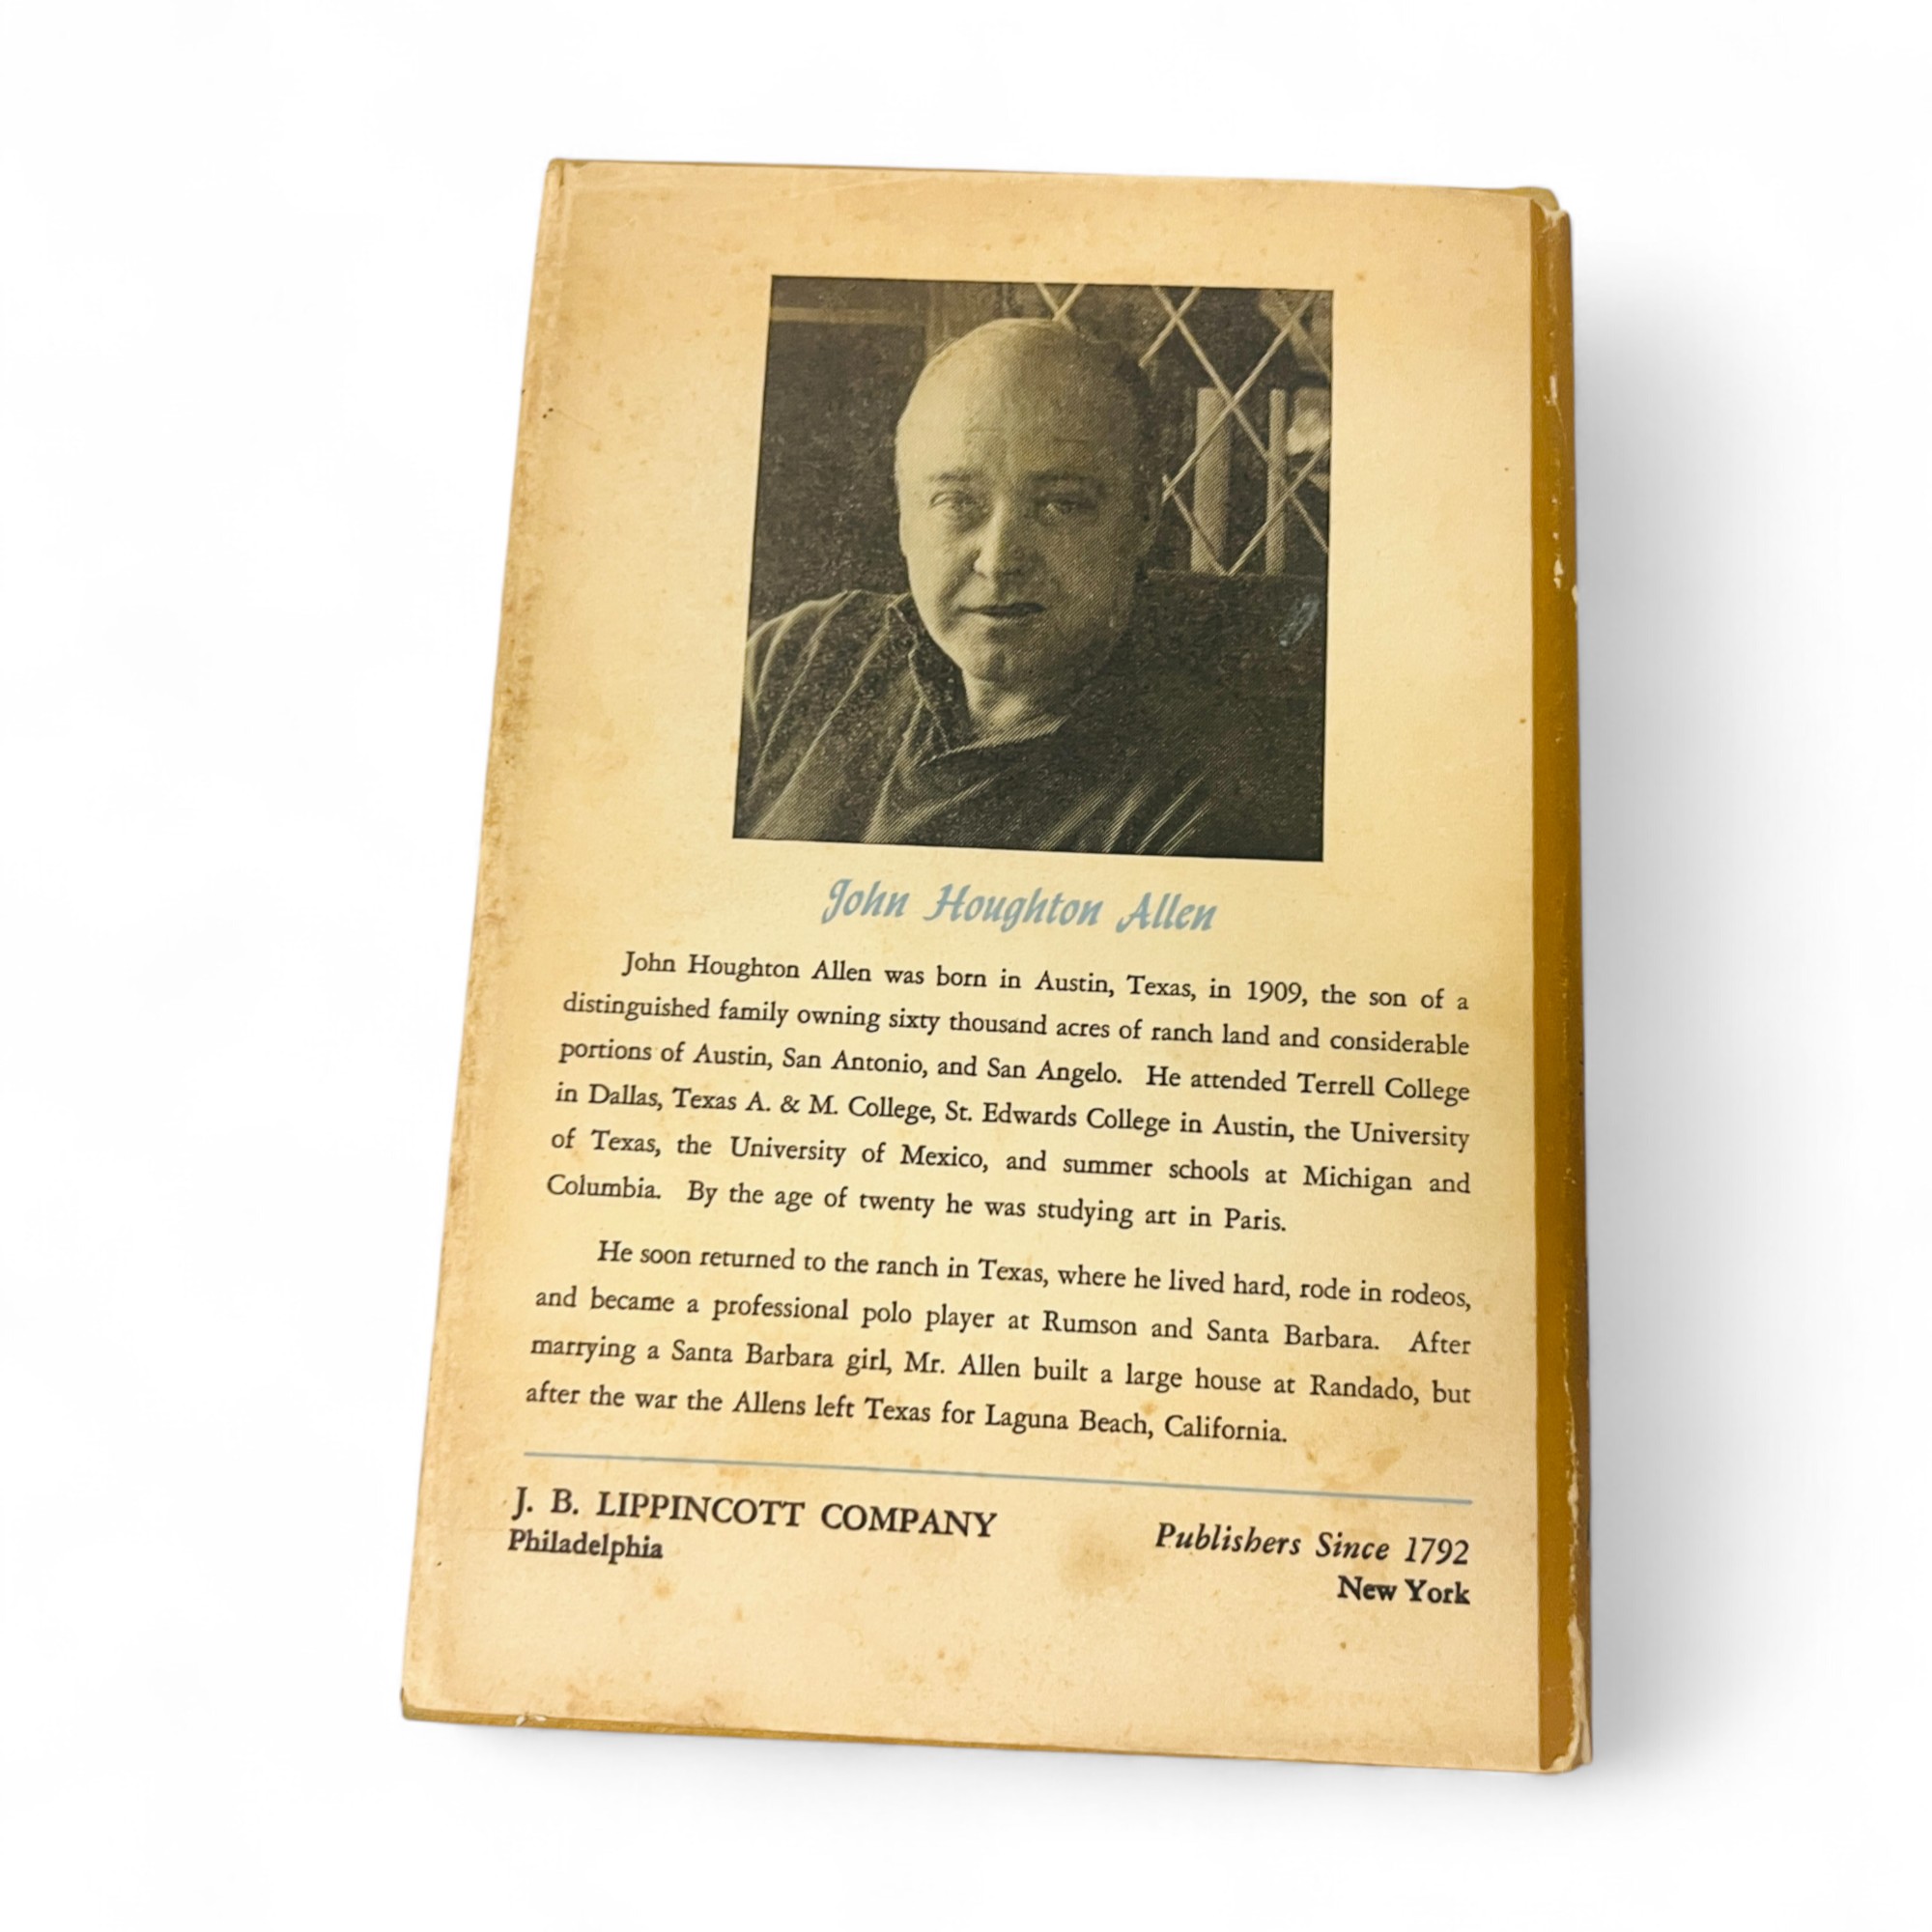 John Houghton Allen
John Houghton Allen was born in Austin, Texas, in 1909, the son of a
distinguished family owning sixty thousand acres of ranch land and considerable
portions of Austin, San Antonio, and San Angelo. He attended Terrell College
in Dallas, Texas A. & M. College, St. Edwards College in Austin, the University
of Texas, the University of Mexico, and summer schools at Michigan and
Columbia. By the age of twenty he was studying art in Paris.
He soon returned to the ranch in Texas, where he lived hard, rode in rodeos,
and became a professional polo player at Rumson and Santa Barbara. After
marrying a Santa Barbara girl, Mr. Allen built a large house at Randado, but
after the war the Allens left Texas for Laguna Beach, California.
J. B. LIPPINCOTT COMPANY
Philadelphia
Publishers Since 1792
New York